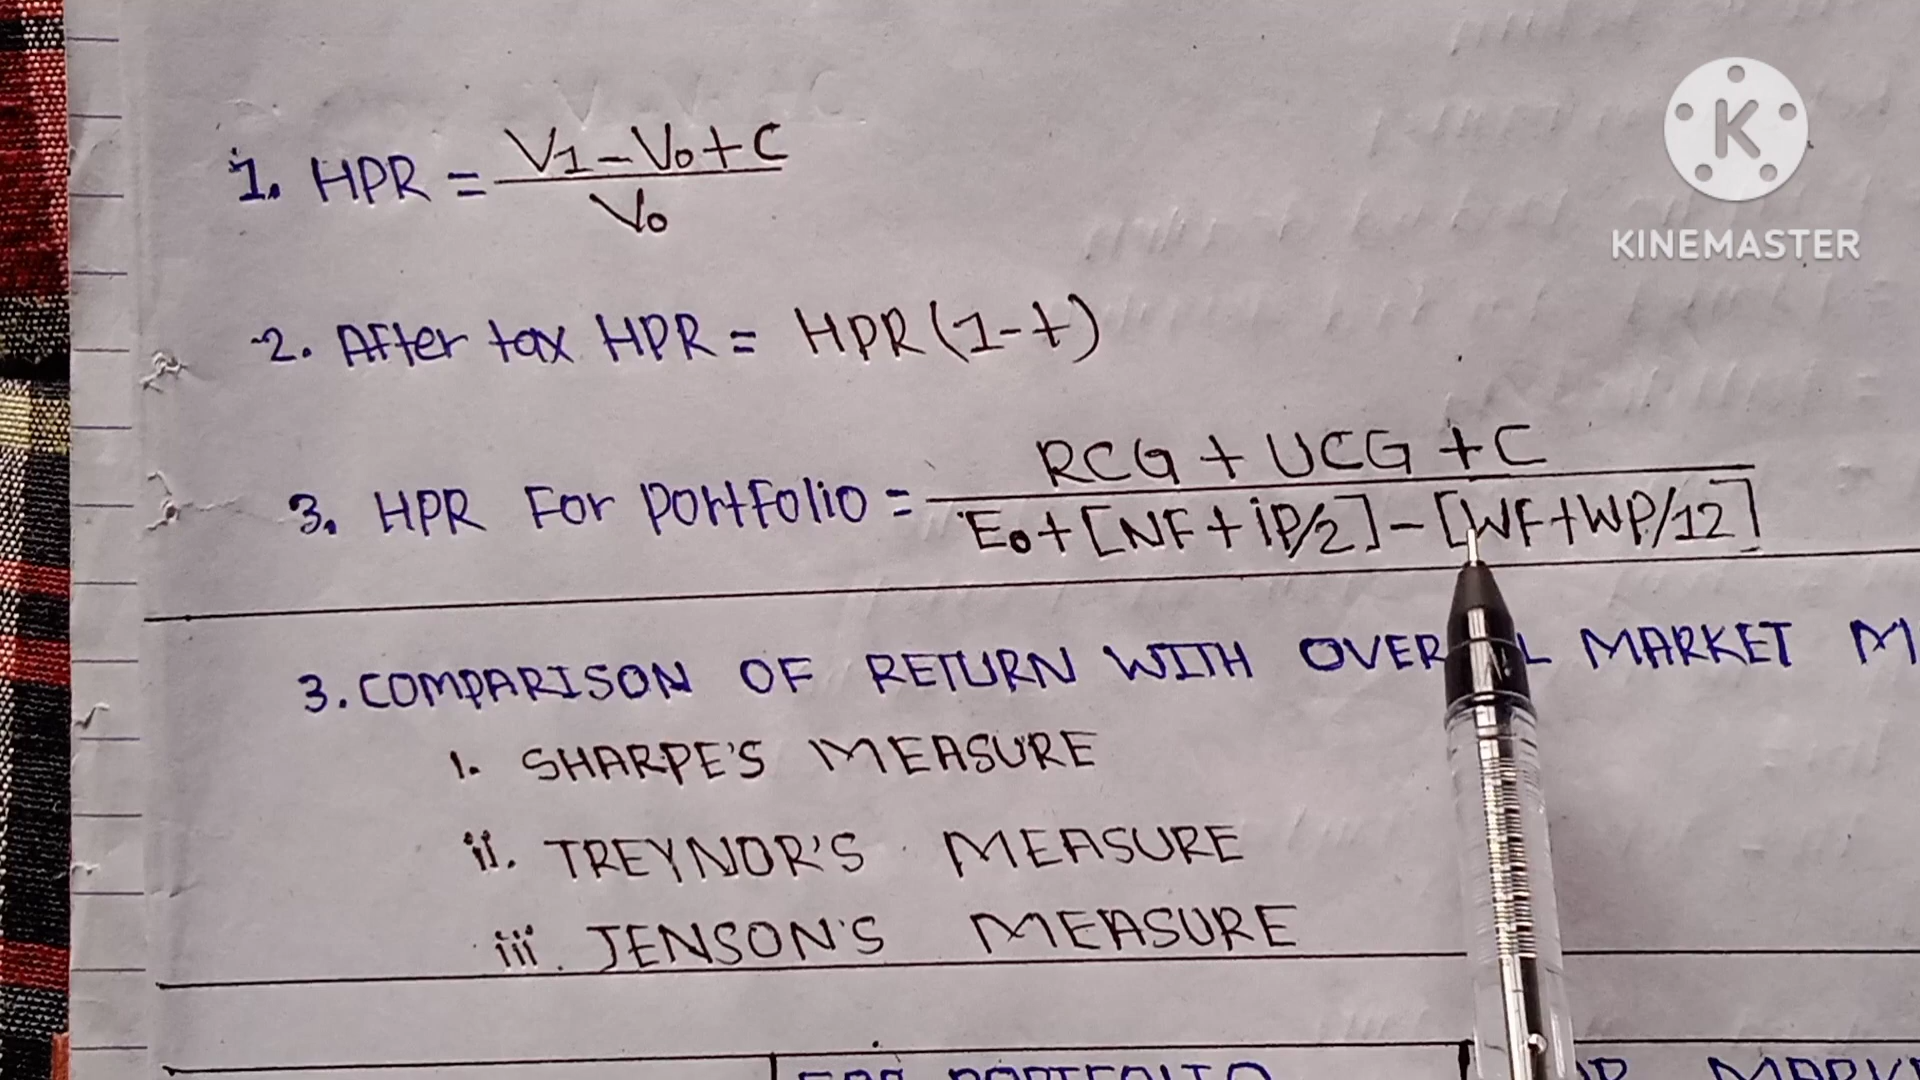 K
KINEMASTER
1. HPR = V1-V0+C
V0
2. After tax HPR = HPR(1-t)
3. HPR For Portfolio = RCG + UCG + C
E0+[NF+iP/2]-[WF+WP/12]
3. COMPARISON OF RETURN WITH MARKET
1. SHARPE'S MEASURE
ii. TREYNOR'S MEASURE
iii. JENSON'S MEASURE
PORTFOLIO